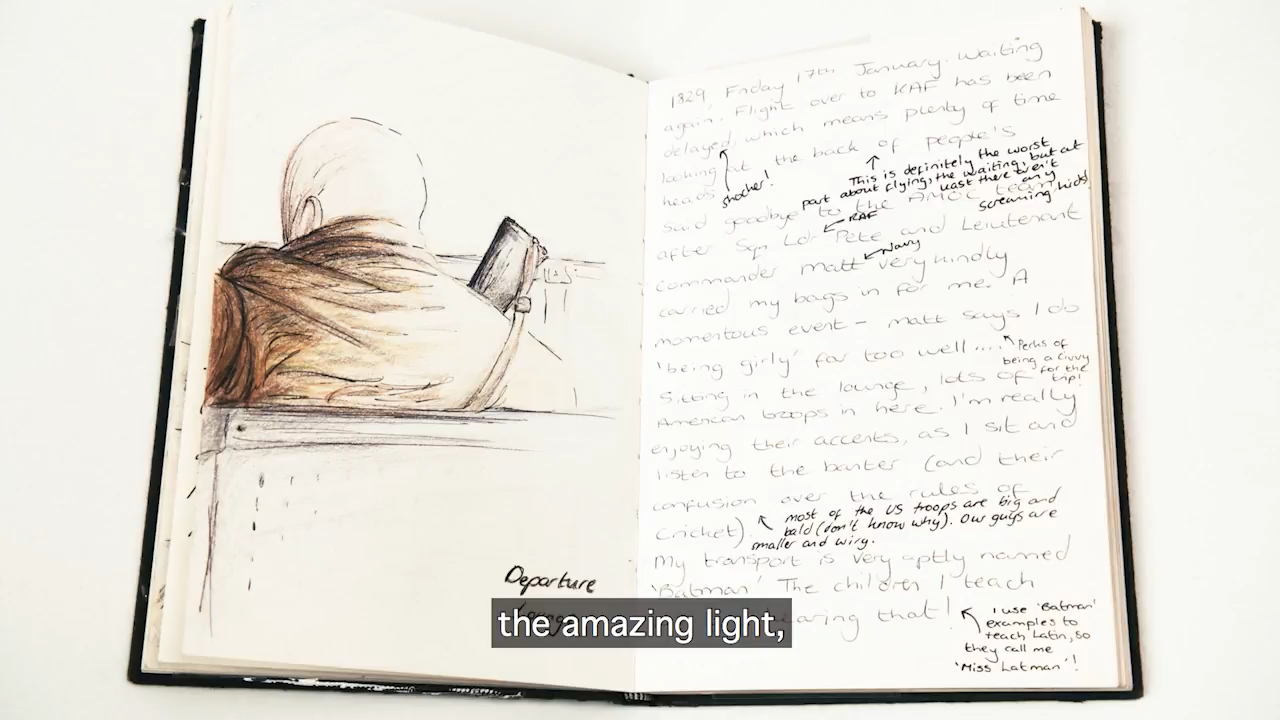 1829, Friday 17th January. Waiting
again. Flight over to KAF has been
delayed, which means plenty of time
looking at the back of people's
heads
shocher!
This is definitely the worst
part about flying, the waiting, but at
least there weren't any
screaming kids!
said goodbye to the AMOC team
RAF
after Sqn Ldr Pete and Lieutenant
Navy
commander Matt very kindly
carried my bags in for me. A
momentous event - matt says I do
'being girly' far too well....
Perks of
being a civvy
for the
trip!
Sitting in the lounge, lots of
American troops in here. I'm really
enjoying their accents, as I sit and
listen to the banter (and their
confusion over the rules of
Cricket)
most of the US troops are big and
bald (don't know why). Our guys are
smaller and wiry.
My transport is very aptly named
'Batman' The children I teach
hearing that!
I use 'Batman'
examples to
teach Latin, so
they call me
'Miss Latman'!
Departure
the amazing light,